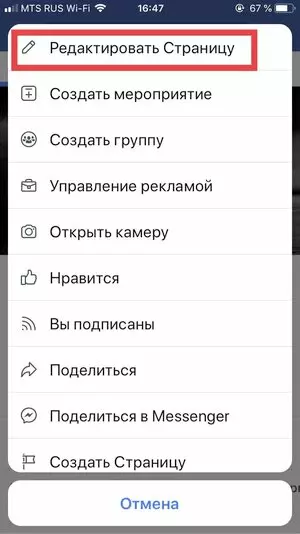 MTS RUS Wi-Fi 16:47 67 %
Редактировать Страницу
Создать мероприятие
Создать группу
Управление рекламой
Открыть камеру
Нравится
Вы подписаны
Поделиться
Поделиться в Messenger
Создать Страницу
Отмена